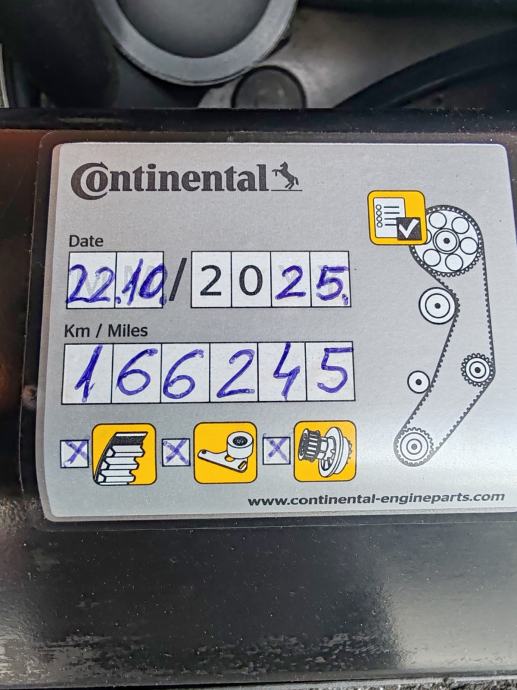 Continental
Date
22.10./2025.
Km / Miles
166245
www.continental-engineparts.com